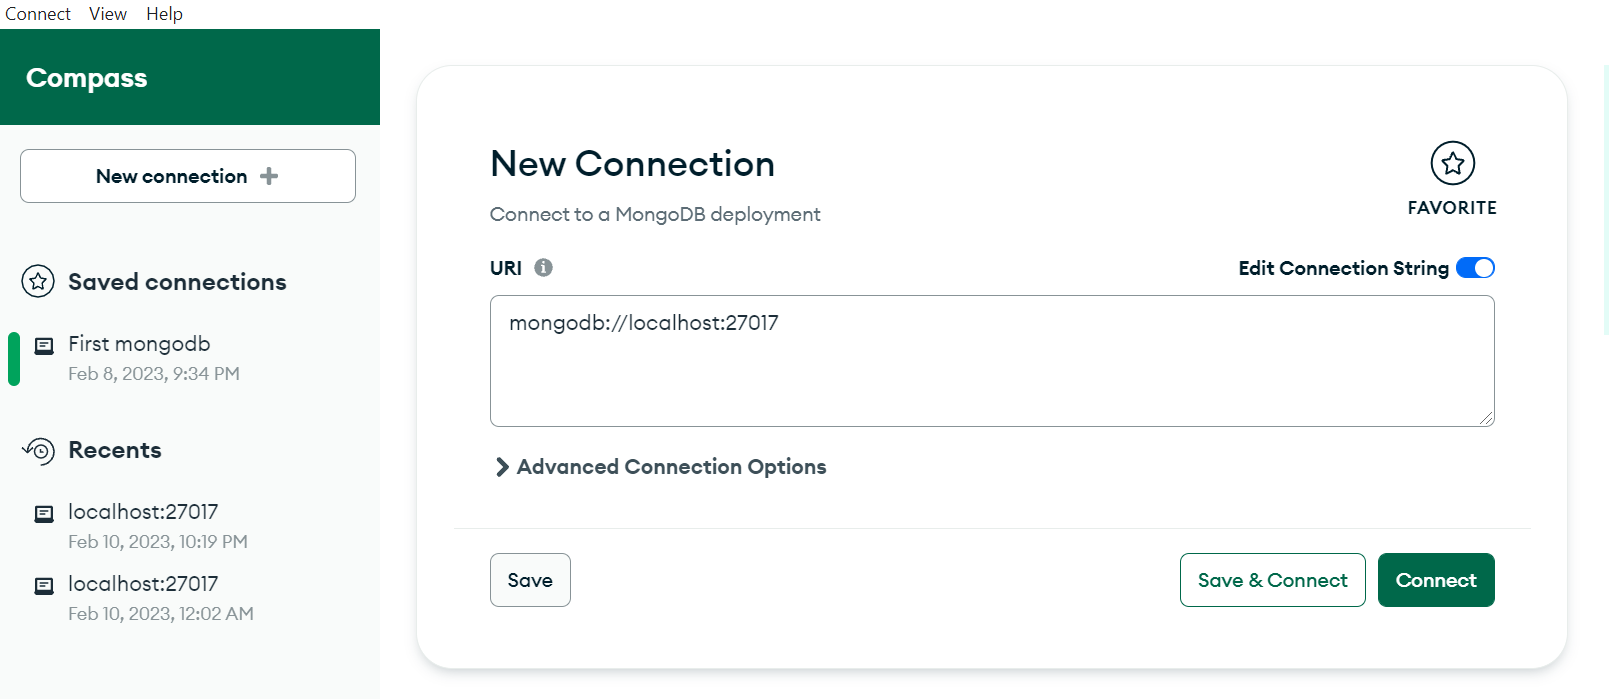 Connect View Help
Compass
New connection
Saved connections
First mongodb
Feb 8, 2023, 9:34 PM
Recents
localhost:27017
Feb 10, 2023, 10:19 PM
localhost:27017
Feb 10, 2023, 12:02 AM
New Connection
FAVORITE
Connect to a MongoDB deployment
URI
Edit Connection String
mongodb://localhost:27017
Advanced Connection Options
Save
Save & Connect
Connect